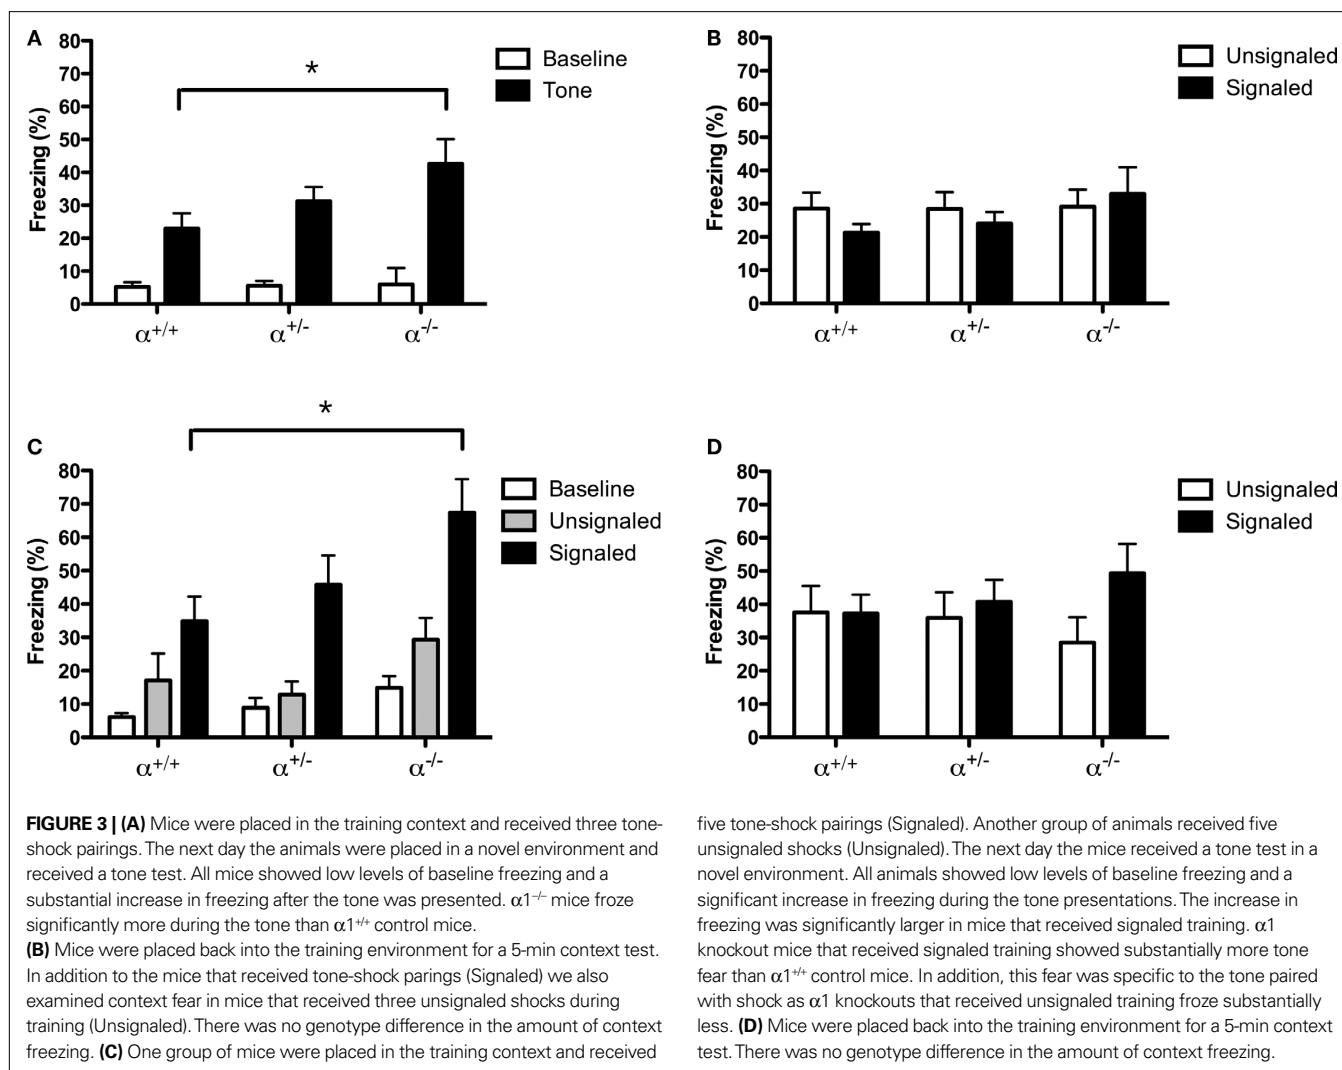 A
80
70
60
50
40
30
20
10
0
Freezing (%)
*
Baseline
Tone
α+/+
α+/-
α-/-
B
80
70
60
50
40
30
20
10
0
Freezing (%)
Unsignaled
Signaled
α+/+
α+/-
α-/-
C
80
70
60
50
40
30
20
10
0
Freezing (%)
*
Baseline
Unsignaled
Signaled
α+/+
α+/-
α-/-
D
80
70
60
50
40
30
20
10
0
Freezing (%)
Unsignaled
Signaled
α+/+
α+/-
α-/-
FIGURE 3 | (A) Mice were placed in the training context and received three tone-
shock pairings. The next day the animals were placed in a novel environment and
received a tone test. All mice showed low levels of baseline freezing and a
substantial increase in freezing after the tone was presented. α1−/− mice froze
significantly more during the tone than α1+/+ control mice.
(B) Mice were placed back into the training environment for a 5-min context test.
In addition to the mice that received tone-shock parings (Signaled) we also
examined context fear in mice that received three unsignaled shocks during
training (Unsignaled). There was no genotype difference in the amount of context
freezing. (C) One group of mice were placed in the training context and received
five tone-shock pairings (Signaled). Another group of animals received five
unsignaled shocks (Unsignaled). The next day the mice received a tone test in a
novel environment. All animals showed low levels of baseline freezing and a
significant increase in freezing during the tone presentations. The increase in
freezing was significantly larger in mice that received signaled training. α1
knockout mice that received signaled training showed substantially more tone
fear than α1+/+ control mice. In addition, this fear was specific to the tone paired
with shock as α1 knockouts that received unsignaled training froze substantially
less. (D) Mice were placed back into the training environment for a 5-min context
test. There was no genotype difference in the amount of context freezing.